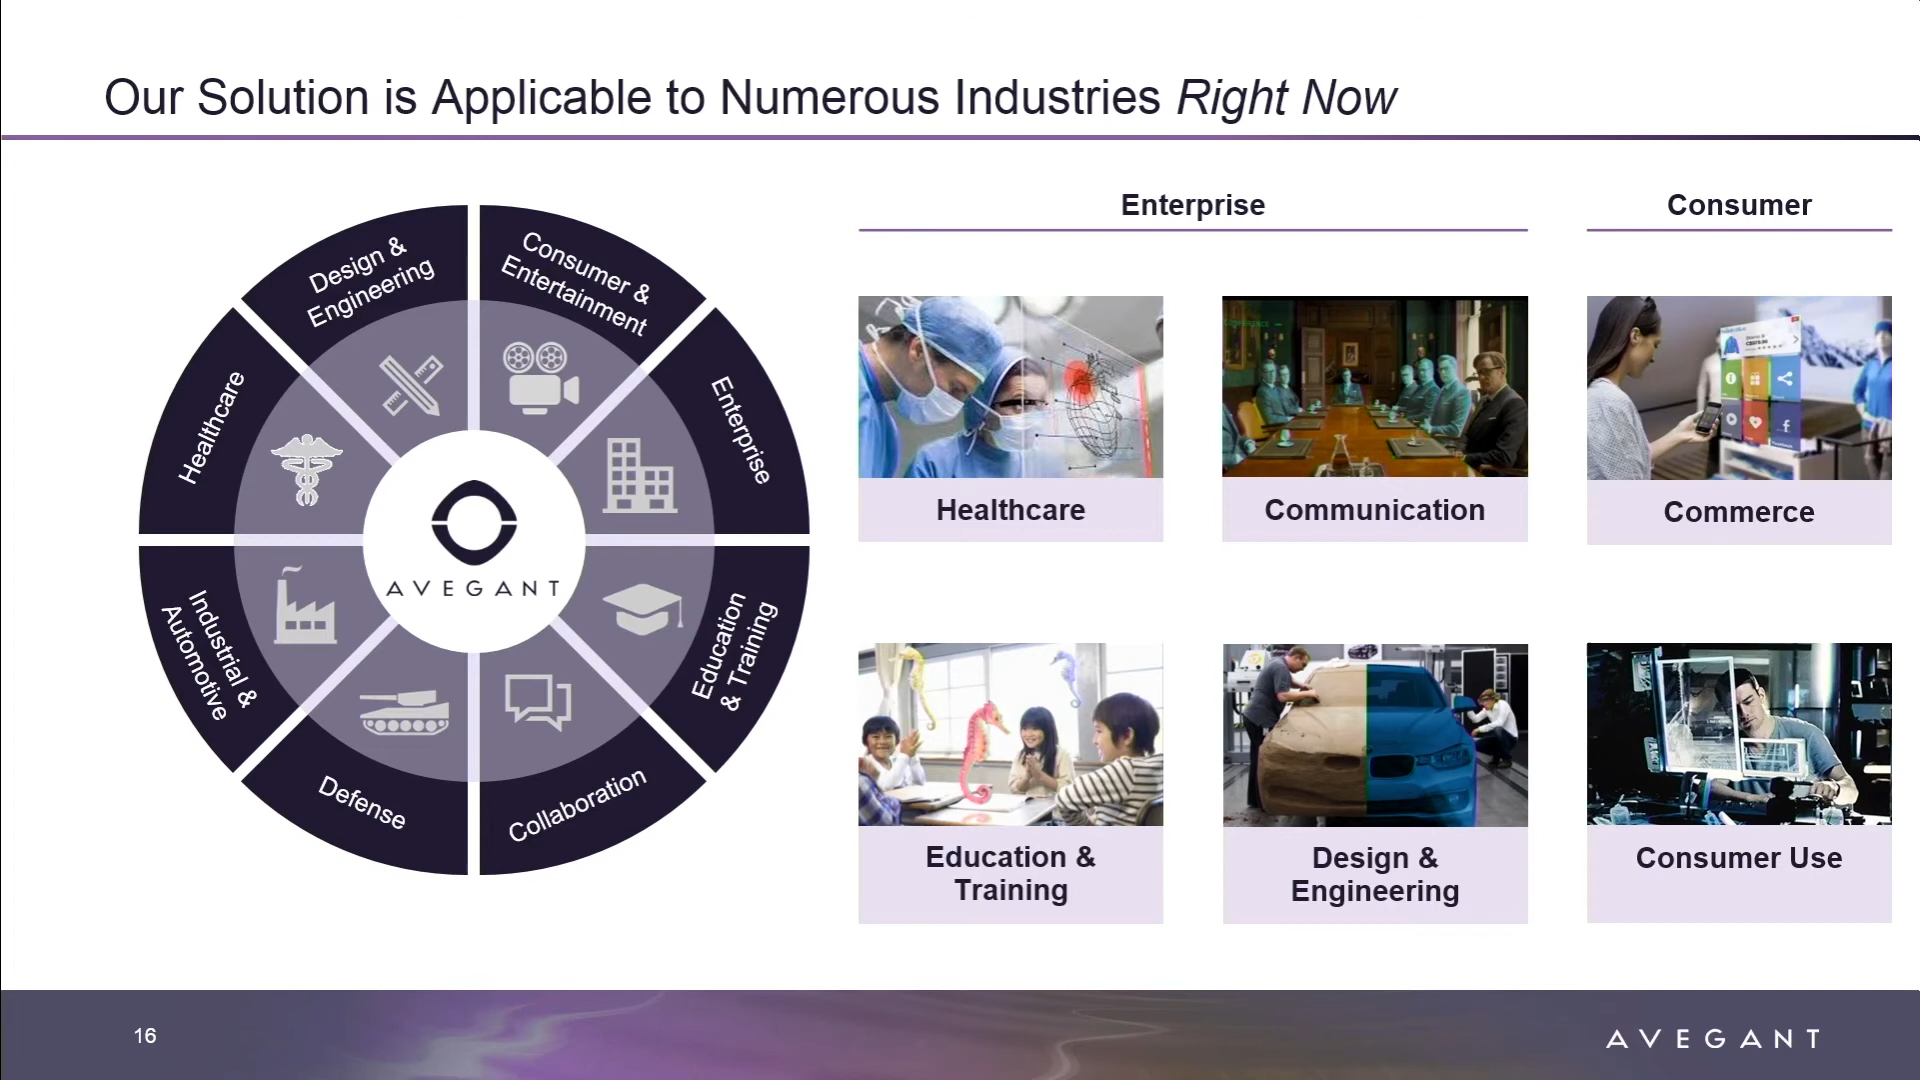 Our Solution is Applicable to Numerous Industries Right Now
Design &
Engineering
Consumer &
Entertainment
Healthcare
Enterprise
AVEGANT
Industrial &
Automotive
Education
& Training
Defense
Collaboration
Enterprise
Consumer
Healthcare
Communication
Commerce
Education &
Training
Design &
Engineering
Consumer Use
16
AVEGANT